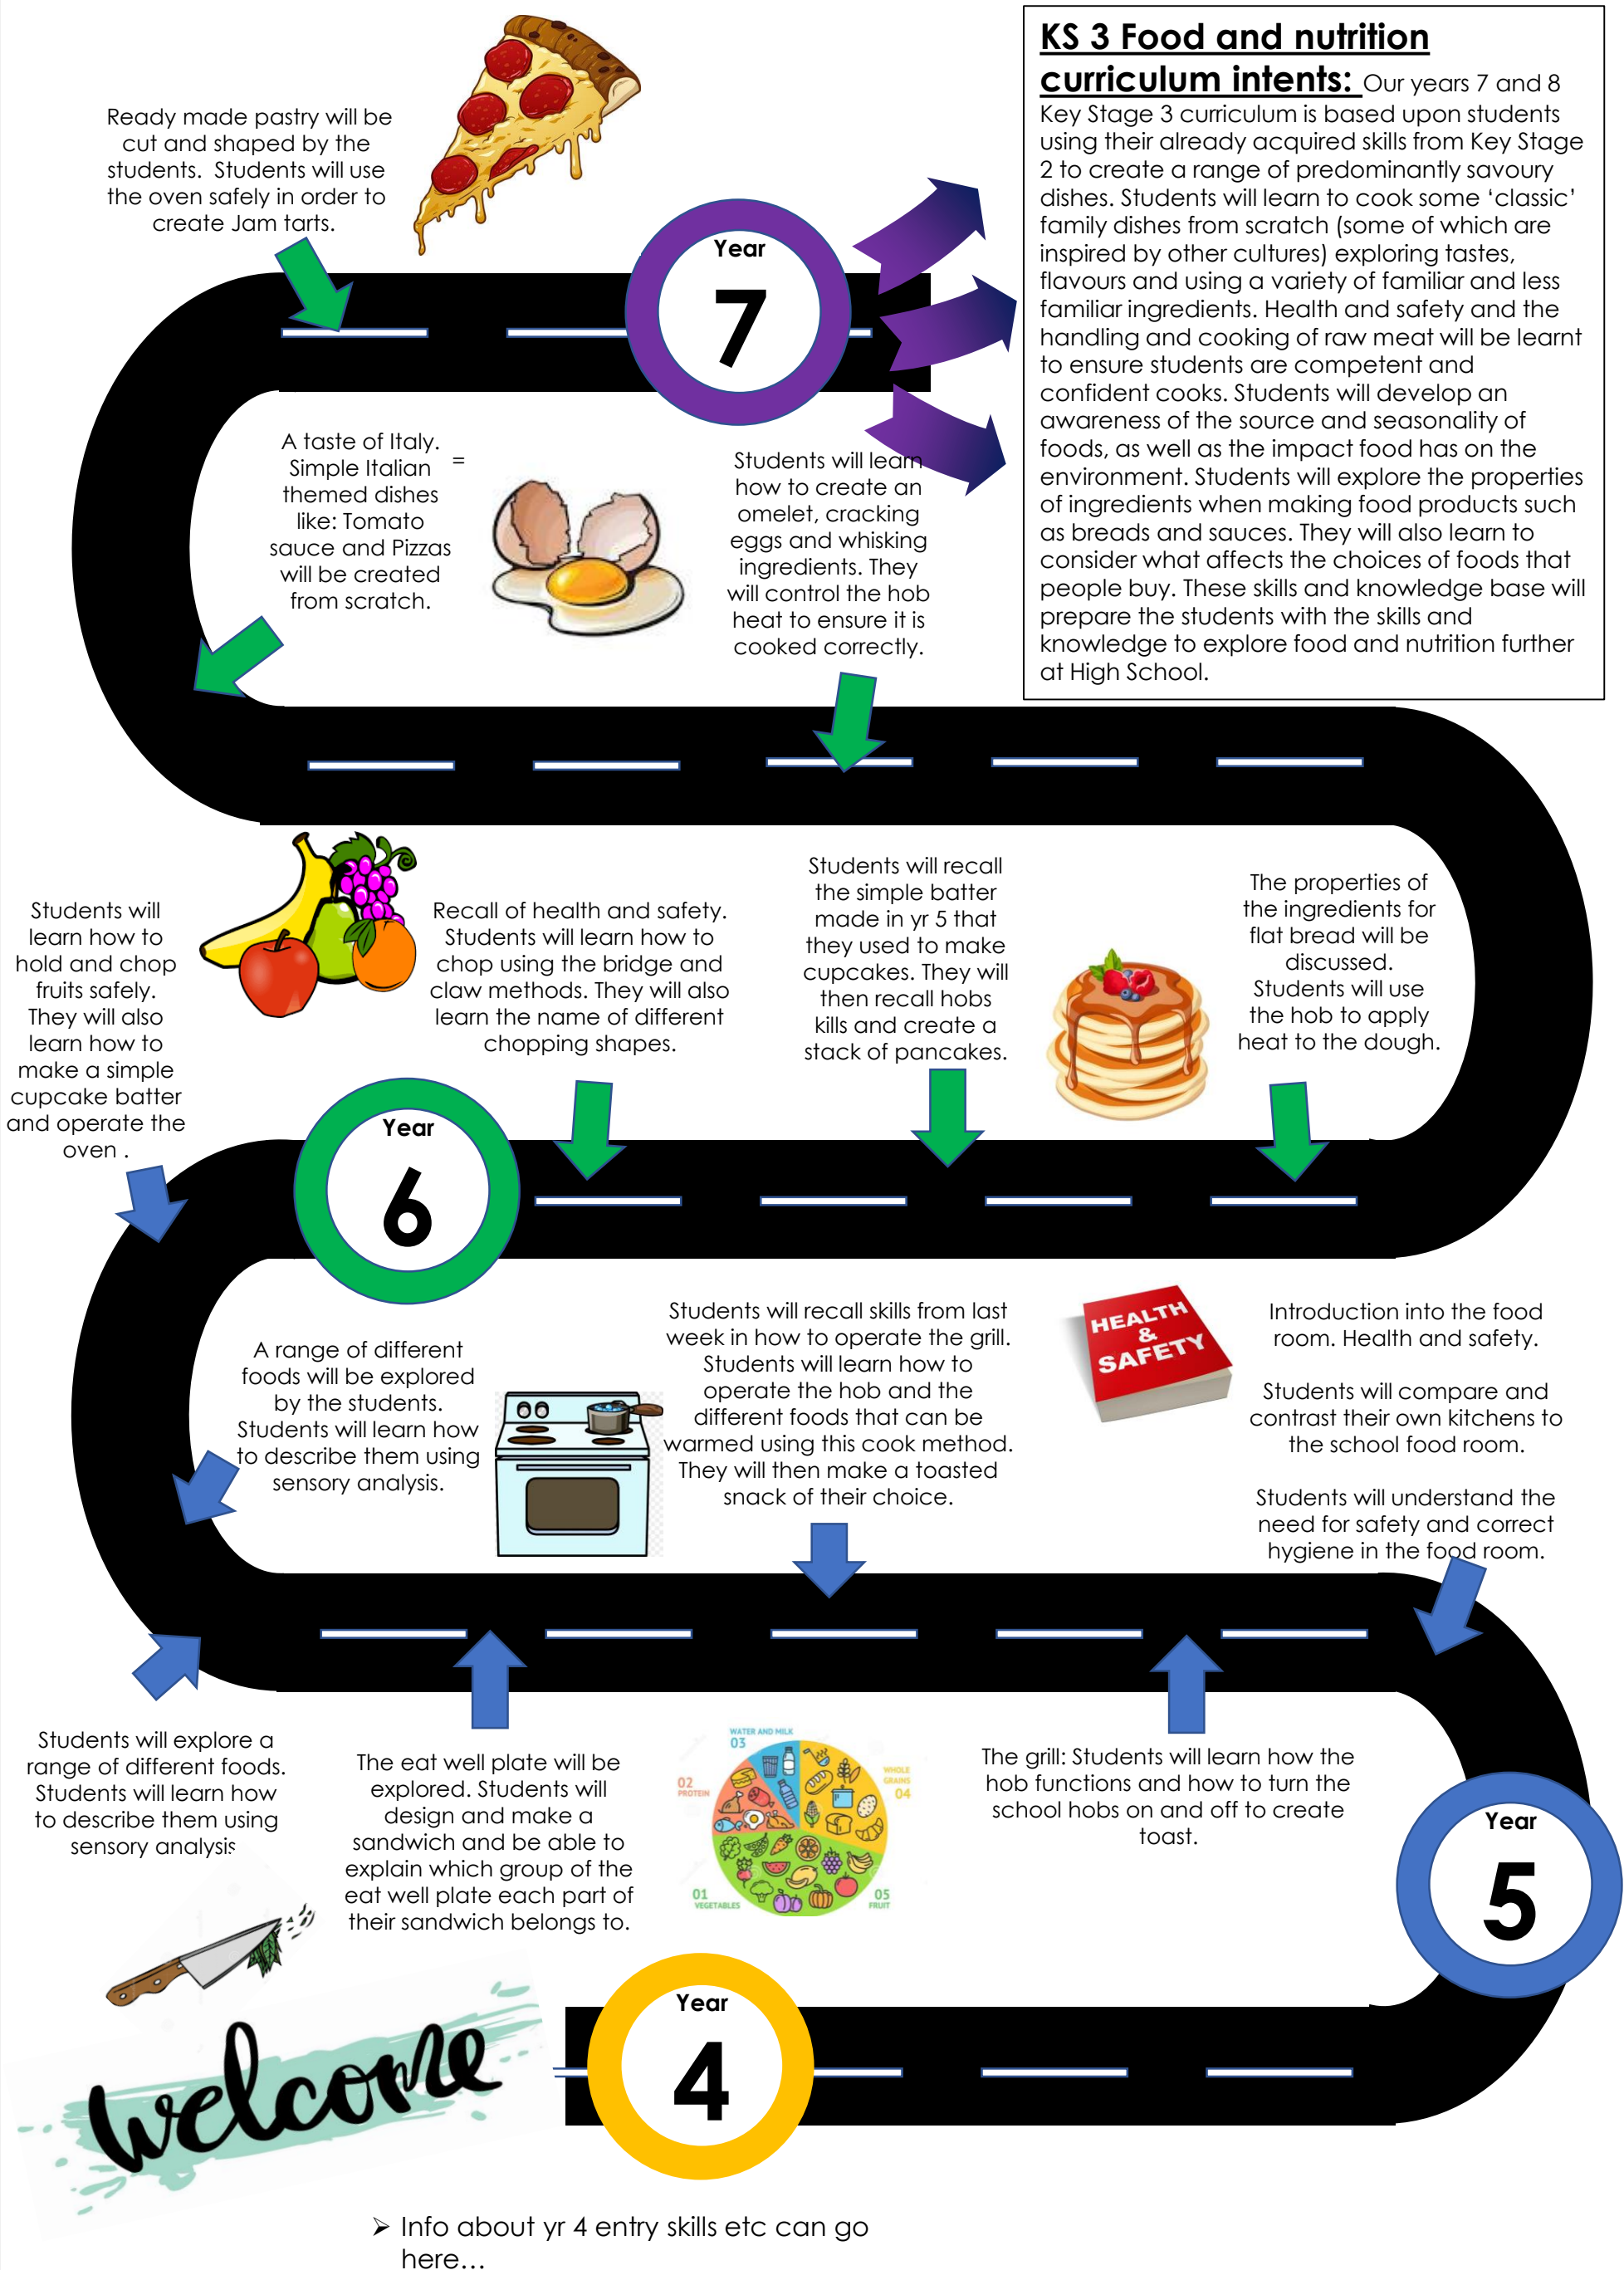 Ready made pastry will be
cut and shaped by the
students.  Students will use
the oven safely in order to
create Jam tarts.
KS 3 Food and nutrition
curriculum intents: Our years 7 and 8
Key Stage 3 curriculum is based upon students
using their already acquired skills from Key Stage
2 to create a range of predominantly savoury
dishes. Students will learn to cook some ‘classic’
family dishes from scratch (some of which are
inspired by other cultures) exploring tastes,
flavours and using a variety of familiar and less
familiar ingredients. Health and safety and the
handling and cooking of raw meat will be learnt
to ensure students are competent and
confident cooks. Students will develop an
awareness of the source and seasonality of
foods, as well as the impact food has on the
environment. Students will explore the properties
of ingredients when making food products such
as breads and sauces. They will also learn to
consider what affects the choices of foods that
people buy. These skills and knowledge base will
prepare the students with the skills and
knowledge to explore food and nutrition further
at High School.
Year
7
A taste of Italy.
Simple Italian =
themed dishes
like: Tomato
sauce and Pizzas
will be created
from scratch.
Students will learn
how to create an
omelet, cracking
eggs and whisking
ingredients. They
will control the hob
heat to ensure it is
cooked correctly.
Students will
learn how to
hold and chop
fruits safely.
They will also
learn how to
make a simple
cupcake batter
and operate the
oven .
Recall of health and safety.
Students will learn how to
chop using the bridge and
claw methods. They will also
learn the name of different
chopping shapes.
Students will recall
the simple batter
made in yr 5 that
they used to make
cupcakes. They will
then recall hobs
kills and create a
stack of pancakes.
The properties of
the ingredients for
flat bread will be
discussed.
Students will use
the hob to apply
heat to the dough.
Year
6
A range of different
foods will be explored
by the students.
Students will learn how
to describe them using
sensory analysis.
Students will recall skills from last
week in how to operate the grill.
Students will learn how to
operate the hob and the
different foods that can be
warmed using this cook method.
They will then make a toasted
snack of their choice.
HEALTH
&
SAFETY
Introduction into the food
room. Health and safety.
Students will compare and
contrast their own kitchens to
the school food room.
Students will understand the
need for safety and correct
hygiene in the food room.
Students will explore a
range of different foods.
Students will learn how
to describe them using
sensory analysis
The eat well plate will be
explored. Students will
design and make a
sandwich and be able to
explain which group of the
eat well plate each part of
their sandwich belongs to.
WATER AND MILK
03
02
PROTEIN
WHOLE
GRAINS
04
01
VEGETABLES
05
FRUIT
The grill: Students will learn how the
hob functions and how to turn the
school hobs on and off to create
toast.
Year
5
welcome
Year
4
➢ Info about yr 4 entry skills etc can go
here…